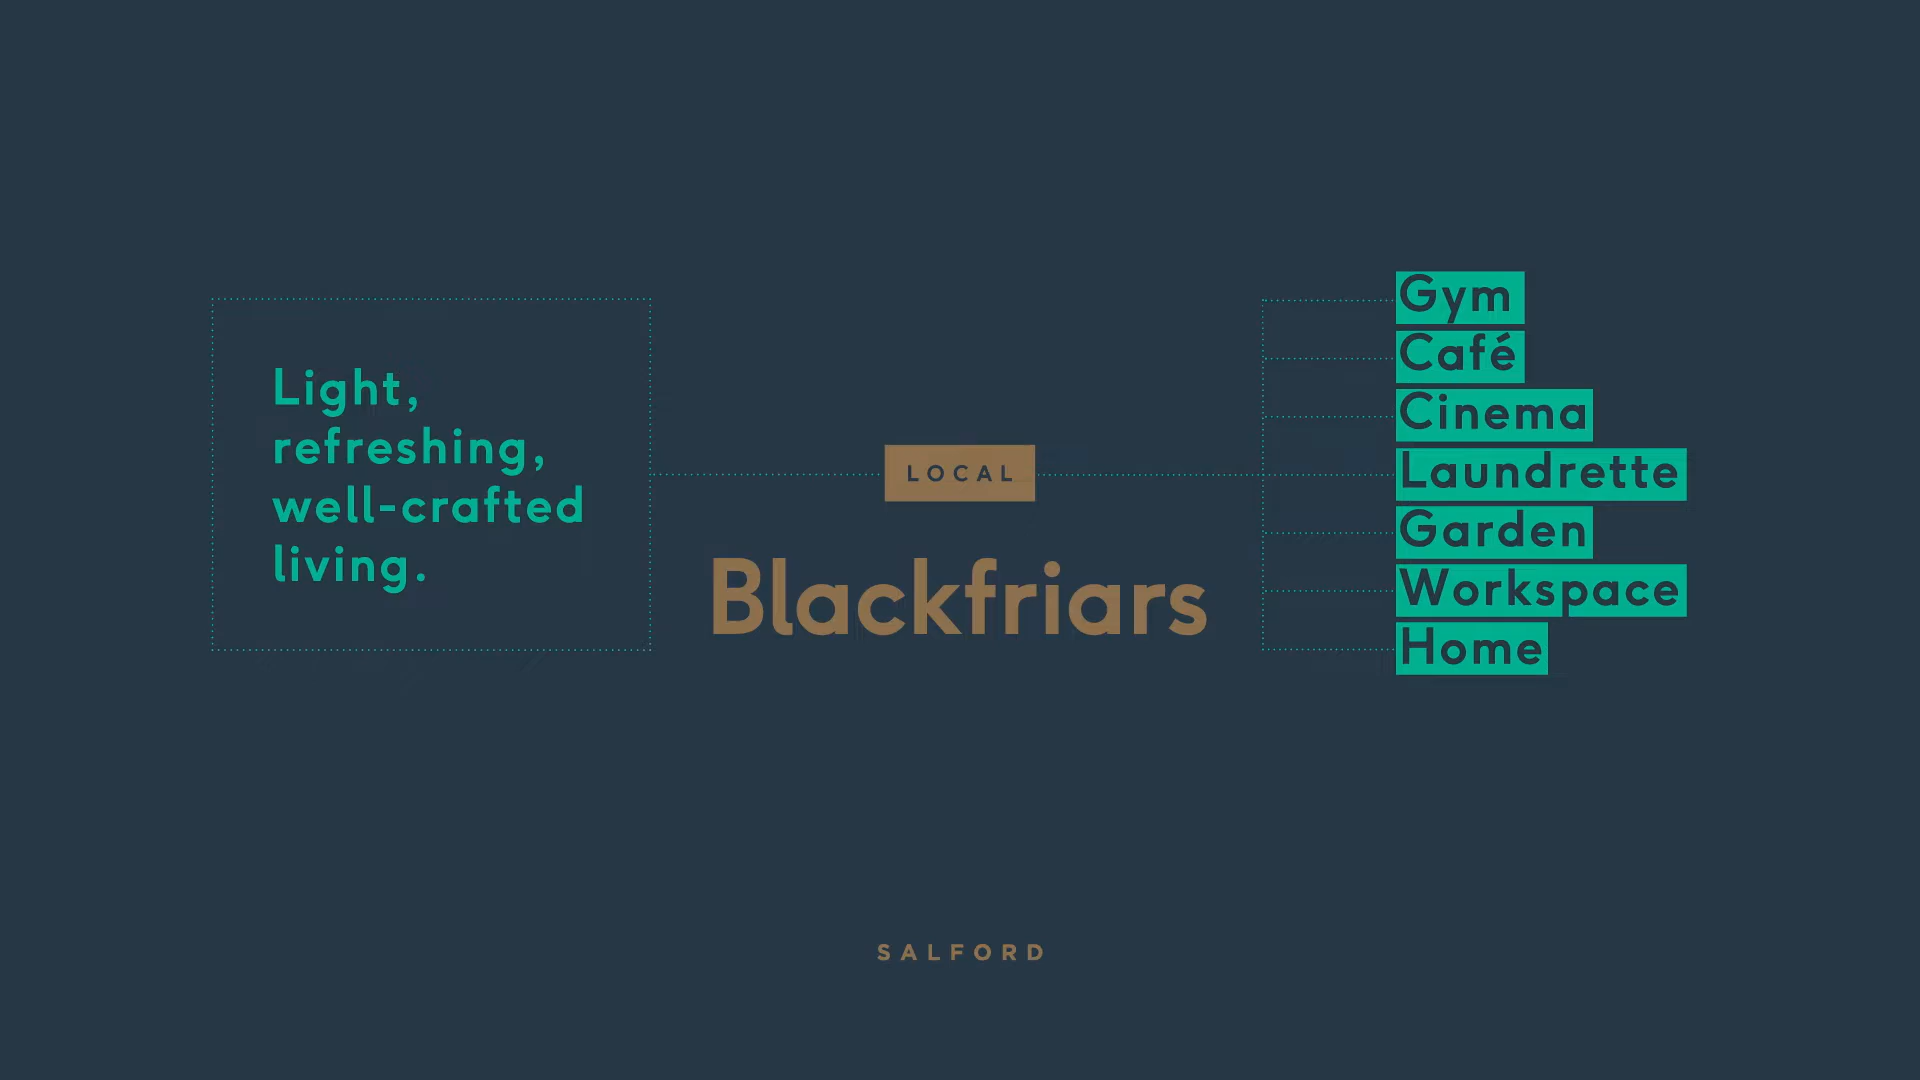 Light,
refreshing,
well-crafted
living.
LOCAL
Blackfriars
Gym
Café
Cinema
Laundrette
Garden
Workspace
Home
SALFORD